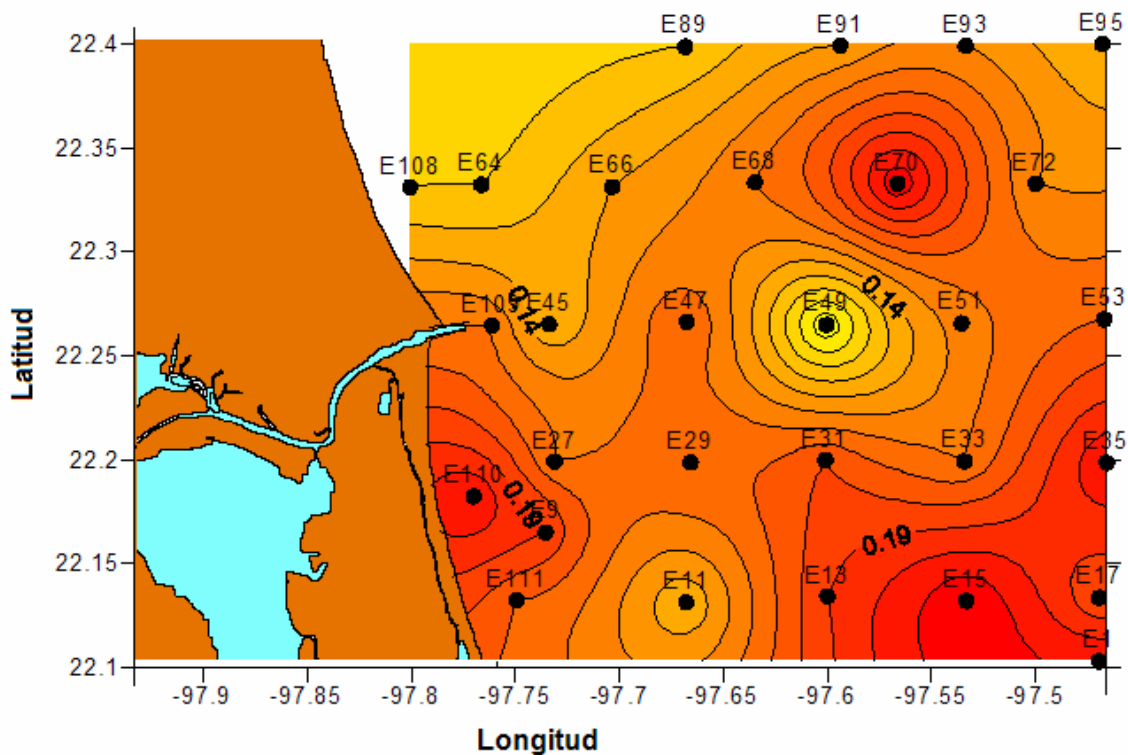 E89 E91 E93 E95
22.4
22.35
E108 E64 E66 E68 E70 E72
22.3
0.14 0.14
E109 E45 E47 E49 E51 E53
22.25
Latitud
E27 E29 E31 E33 E35
22.2
E110
0.19
E9
0.19
22.15
E111 E11 E13 E15 E17
E1
22.1
-97.9 -97.85 -97.8 -97.75 -97.7 -97.65 -97.6 -97.55 -97.5
Longitud